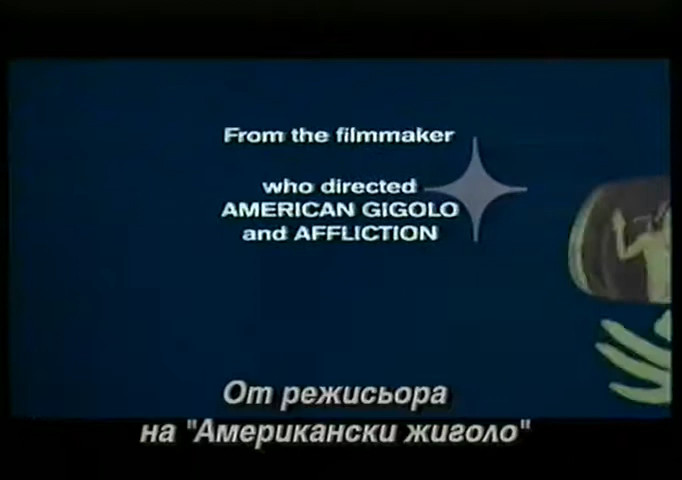 From the filmmaker
who directed
AMERICAN GIGOLO
and AFFLICTION
От режисьора
на "Американски жиголо"